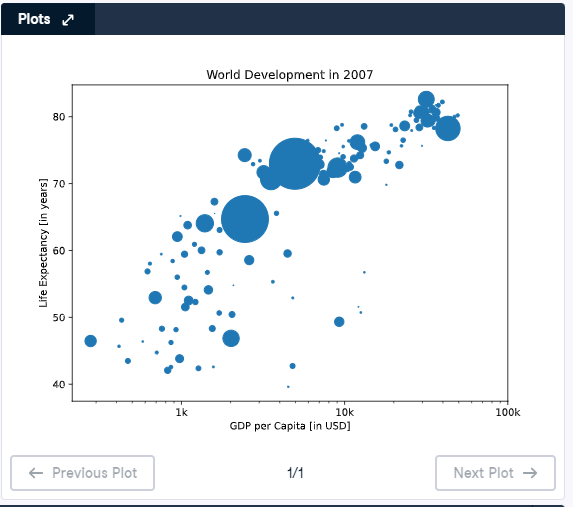 Plots
World Development in 2007
80
70
60
50
40
Life Expectancy [in years]
1k
10k
100k
GDP per Capita [in USD]
Previous Plot
1/1
Next Plot